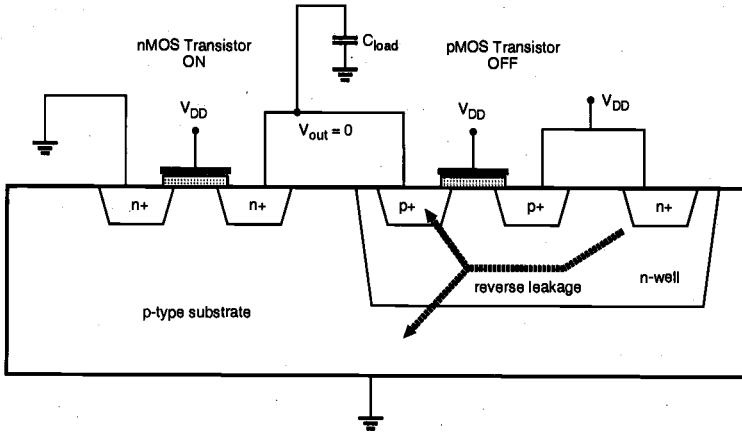 nMOS Transistor
ON
C_load
pMOS Transistor
OFF
V_DD
V_out = 0
V_DD
V_DD
n+
n+
p+
p+
n+
reverse leakage
n-well
p-type substrate